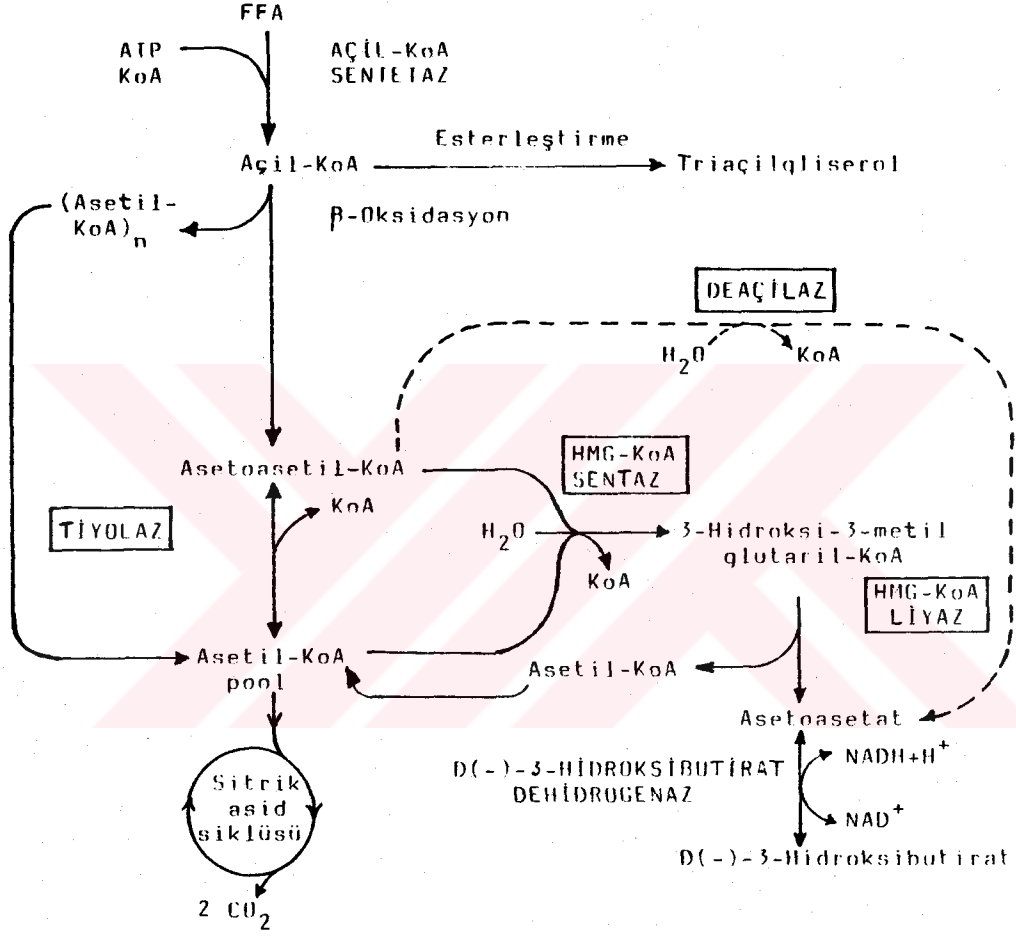 FFA
ATP
KoA
AÇİL-KoA
SENTETAZ
Açil-KoA
Esterleştirme
Triaçilgliserol
(Asetil-
KoA)n
β-Oksidasyon
DEAÇİLAZ
H2O
KoA
Asetoasetil-KoA
HMG-KoA
SENTAZ
KoA
TİYOLAZ
H2O
3-Hidroksi-3-metil
glutaril-KoA
KoA
HMG-KoA
LİYAZ
Asetil-KoA
pool
Asetil-KoA
Asetoasetat
D(-)-3-HİDROKSİBUTİRAT
DEHİDROGENAZ
NADH+H+
NAD+
Sitrik
asid
siklüsü
D(-)-3-Hidroksibutirat
2 CO2